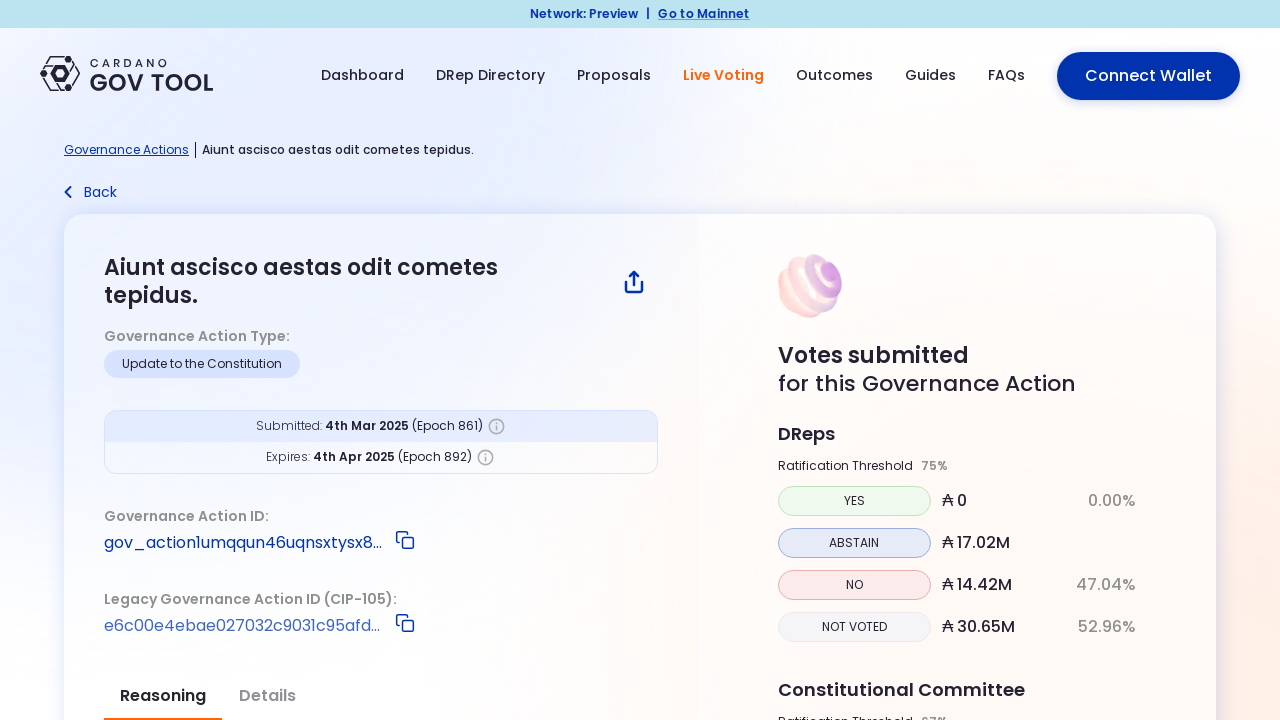 Network: Preview | Go to Mainnet
CARDANO
GOV TOOL
Dashboard
DRep Directory
Proposals
Live Voting
Outcomes
Guides
FAQs
Connect Wallet
Governance Actions | Aiunt ascisco aestas odit cometes tepidus.
Back
Aiunt ascisco aestas odit cometes
tepidus.
Governance Action Type:
Update to the Constitution
Submitted: 4th Mar 2025 (Epoch 861)
Expires: 4th Apr 2025 (Epoch 892)
Governance Action ID:
gov_action1umqqun46uqnsxtysx8...
Legacy Governance Action ID (CIP-105):
e6c00e4ebae027032c9031c95afd...
Reasoning
Details
Votes submitted
for this Governance Action
DReps
Ratification Threshold 75%
YES ₳ 0 0.00%
ABSTAIN ₳ 17.02M
NO ₳ 14.42M 47.04%
NOT VOTED ₳ 30.65M 52.96%
Constitutional Committee
Ratification Threshold 67%